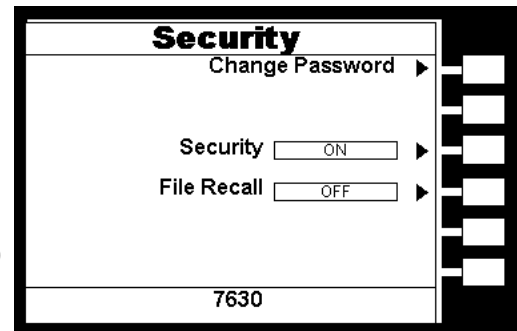 Security
Change Password
Security ON
File Recall OFF
7630